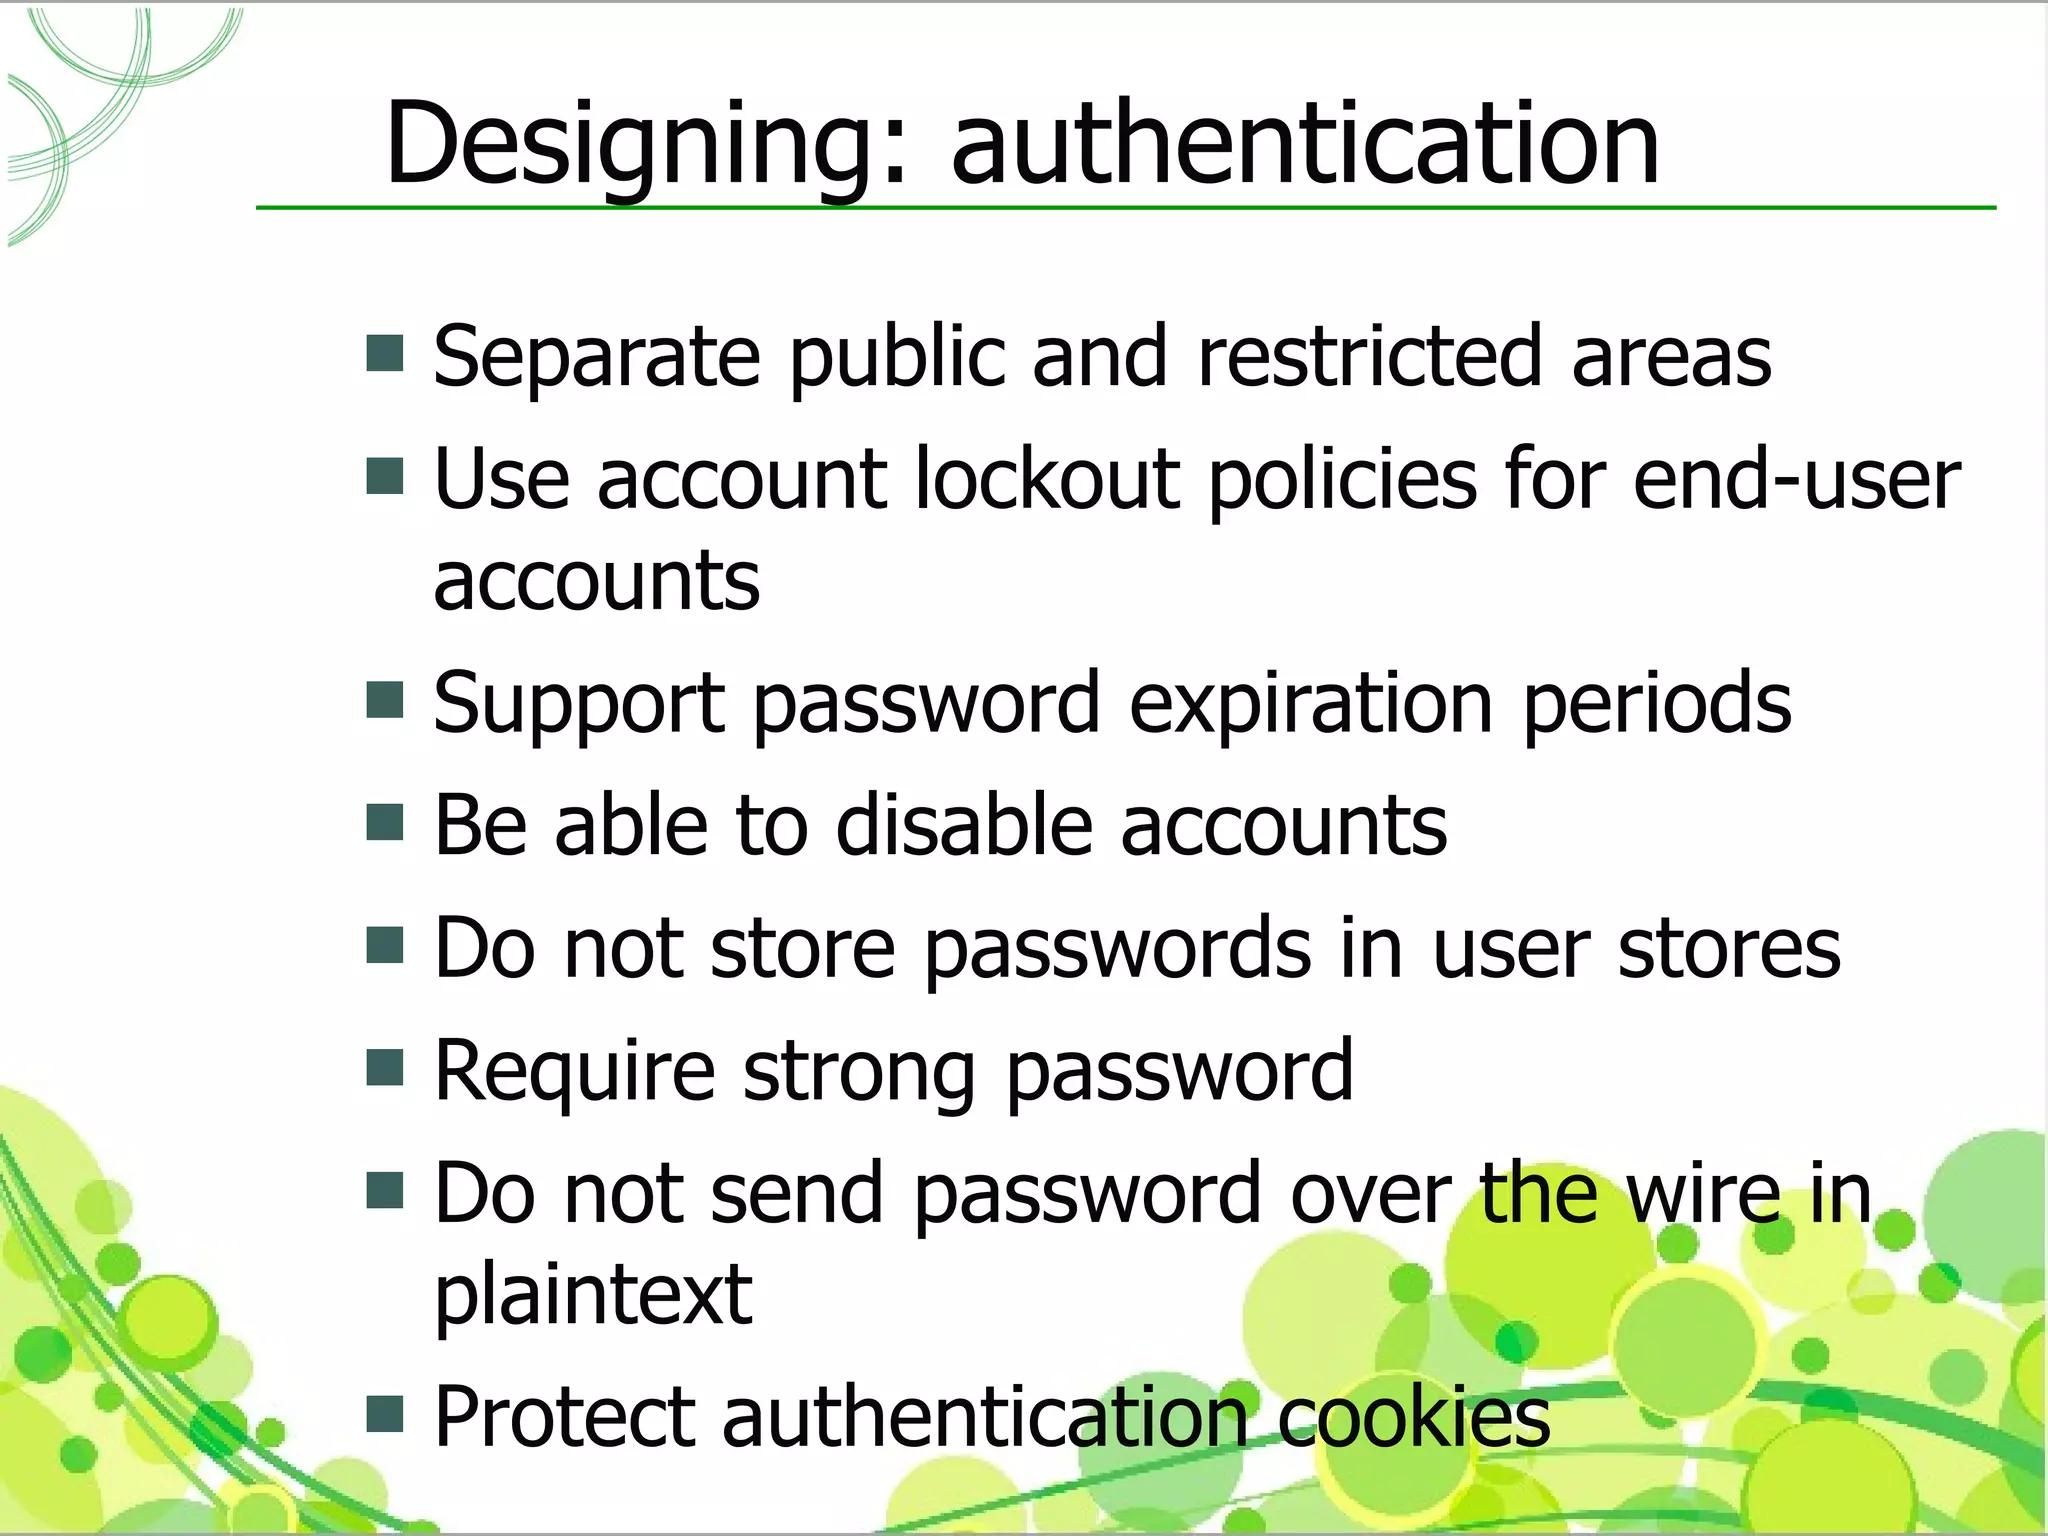 Designing: authentication
Separate public and restricted areas
Use account lockout policies for end-user
accounts
Support password expiration periods
Be able to disable accounts
Do not store passwords in user stores
Require strong password
Do not send password over the wire in
plaintext
Protect authentication cookies